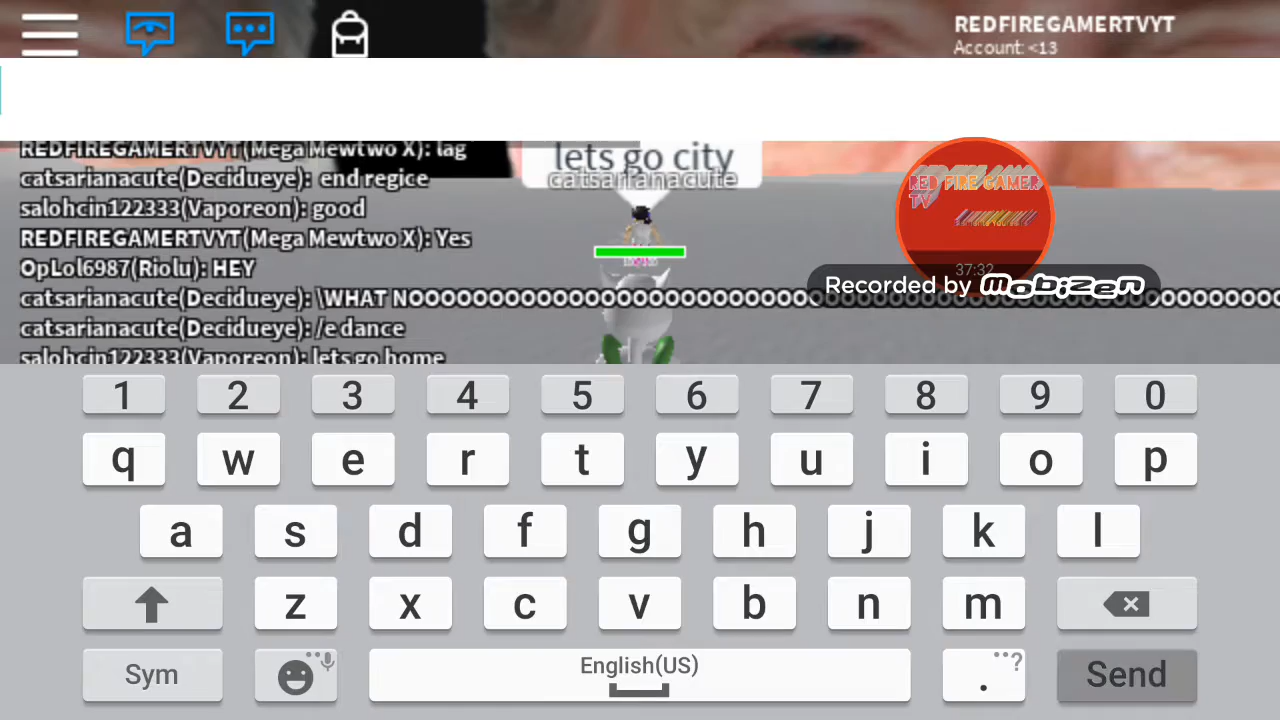 REDFIREGAMERTVYT
Account: <13
REDFIREGAMERTVYT(Mega Mewtwo X): lag
catsarianacute(Decidueye): end regice
salohcin122333(Vaporeon): good
REDFIREGAMERTVYT(Mega Mewtwo X): Yes
OpLol6987(Riolu): HEY
catsarianacute(Decidueye): \WHAT NOOOOOOOOOOOOOOOOOOOOOOOOOOOOOOOOOOOOOOOOOOOOOOOOOOOOOOO
catsarianacute(Decidueye): /e dance
salohcin122333(Vaporeon): lets go home
lets go city
catsarianacute
RED FIRE GAMER
TV
37:32
Recorded by mobizen
1 2 3 4 5 6 7 8 9 0
q w e r t y u i o p
a s d f g h j k l
z x c v b n m
Sym English(US) . ? Send